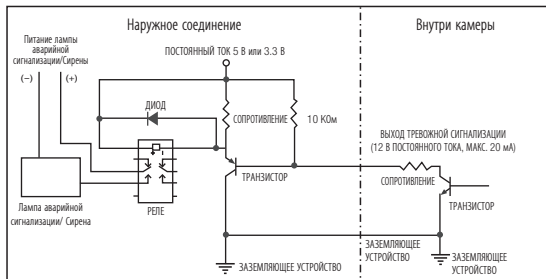 Наружное соединение
Внутри камеры
Питание лампы
аварийной
сигнализации/Сирены
(−)
(+)
ПОСТОЯННЫЙ ТОК 5 В или 3.3 В
ДИОД
СОПРОТИВЛЕНИЕ
10 КОм
ВЫХОД ТРЕВОЖНОЙ СИГНАЛИЗАЦИИ
(12 В ПОСТОЯННОГО ТОКА, МАКС. 20 мА)
СОПРОТИВЛЕНИЕ
ТРАНЗИСТОР
ТРАНЗИСТОР
РЕЛЕ
Лампа аварийной
сигнализации/ Сирена
ЗАЗЕМЛЯЮЩЕЕ
УСТРОЙСТВО
ЗАЗЕМЛЯЮЩЕЕ УСТРОЙСТВО
ЗАЗЕМЛЯЮЩЕЕ
УСТРОЙСТВО